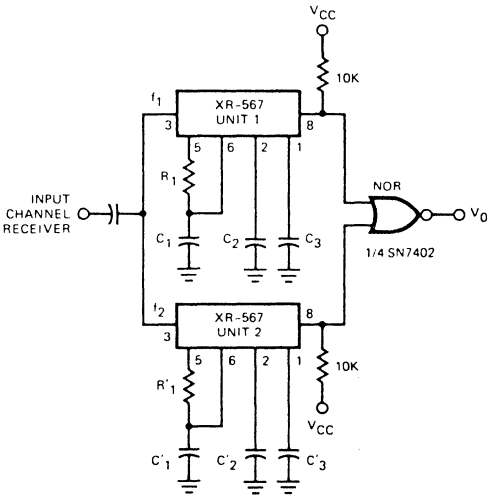 VCC
10K
f1
XR-567
UNIT 1
3
8
5
6
2
1
R1
INPUT
CHANNEL
RECEIVER
C1
C2
C3
NOR
V0
1/4 SN7402
f2
XR-567
UNIT 2
3
8
5
6
2
1
R'1
10K
VCC
C'1
C'2
C'3